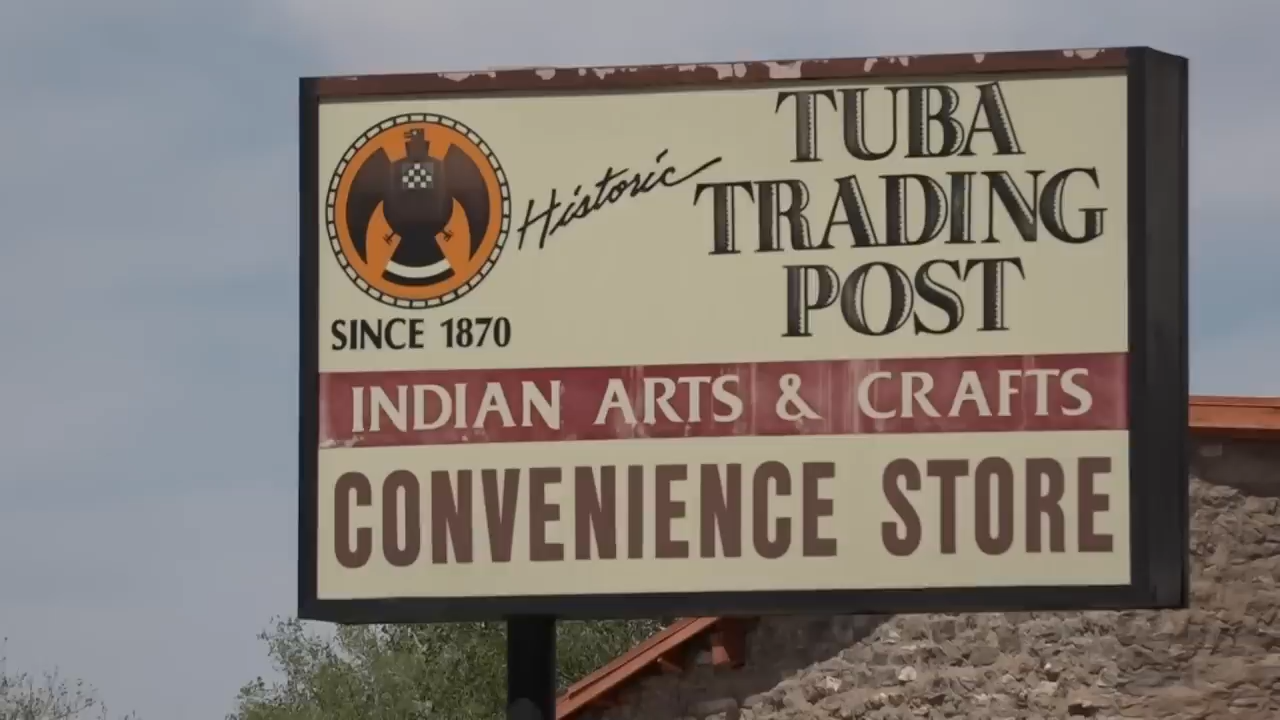 Historic
TUBA
TRADING
POST
SINCE 1870
INDIAN ARTS & CRAFTS
CONVENIENCE STORE